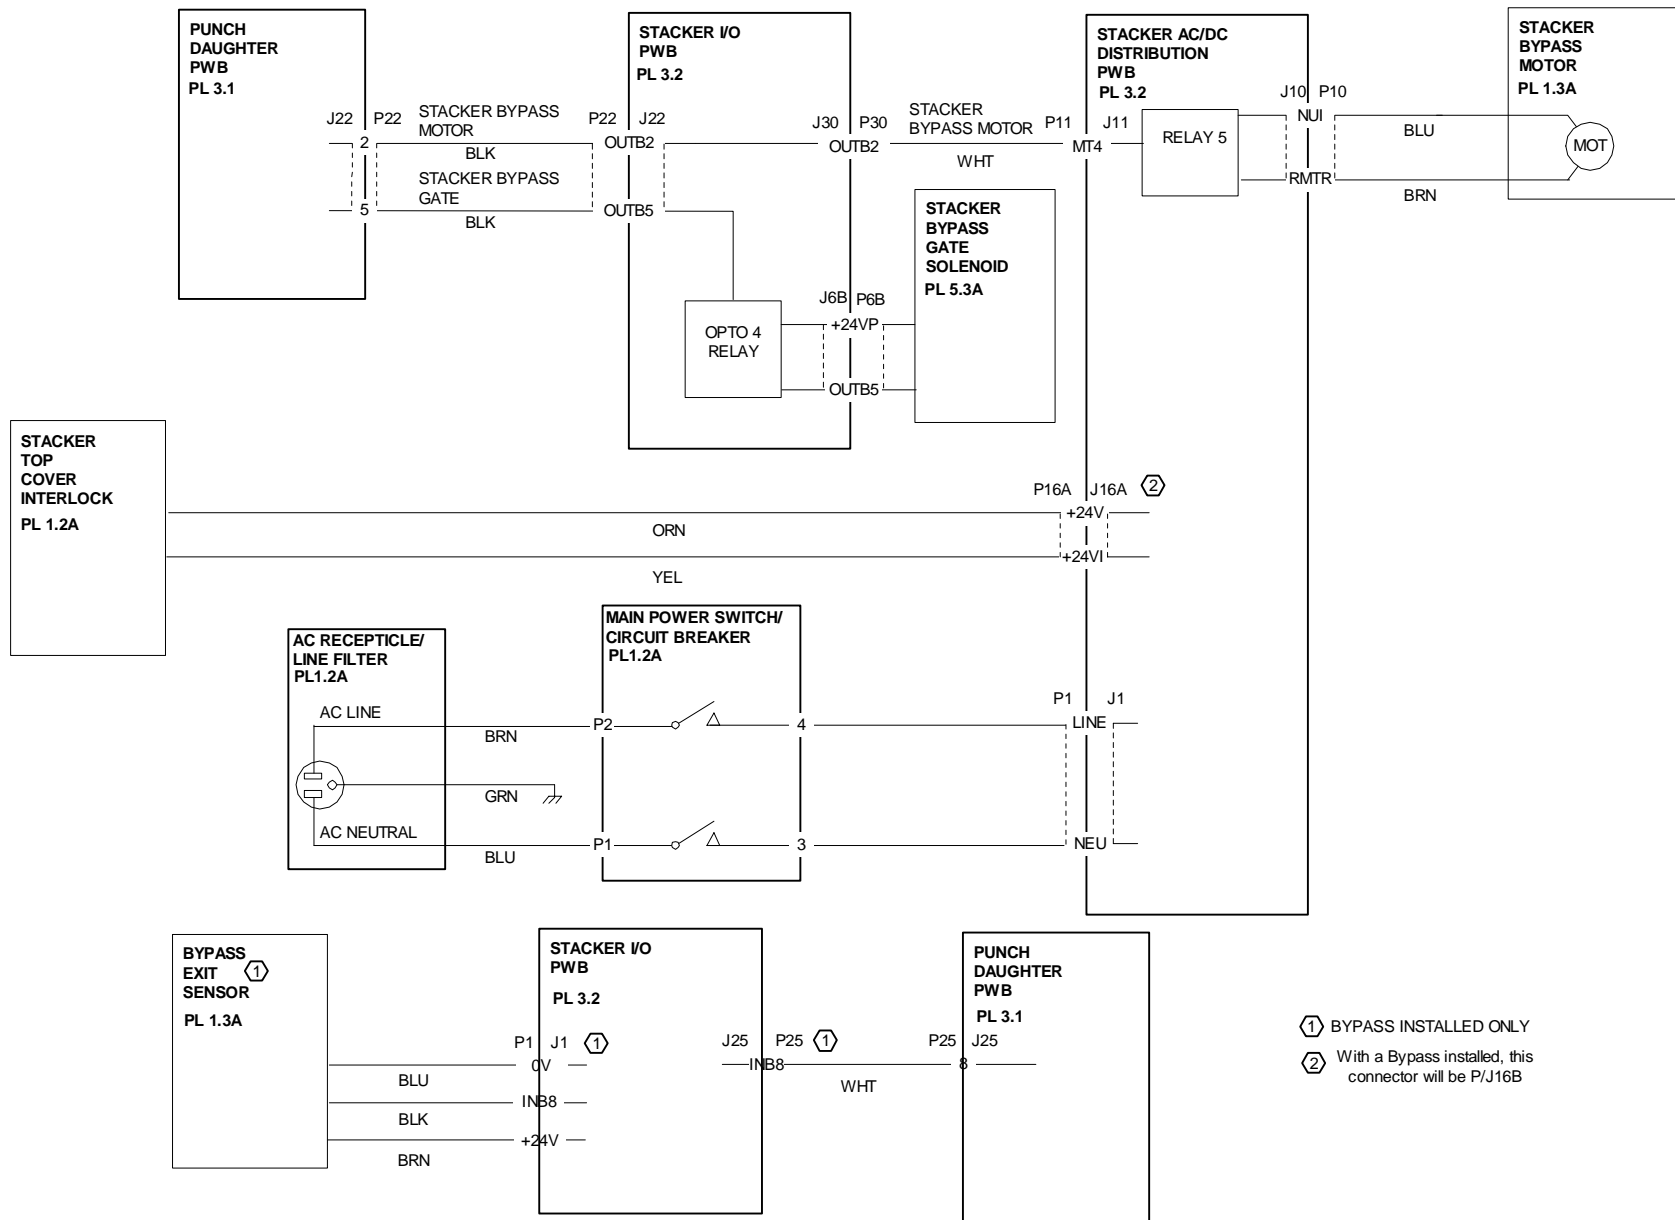 PUNCH
DAUGHTER
PWB
PL 3.1
J22 P22
2
5
STACKER BYPASS
MOTOR
BLK
STACKER BYPASS
GATE
BLK
STACKER I/O
PWB
PL 3.2
P22 J22
OUTB2
OUTB5
J30 P30
OUTB2
OPTO 4
RELAY
J6B P6B
+24VP
OUTB5
STACKER
BYPASS MOTOR
WHT
STACKER
BYPASS
GATE
SOLENOID
PL 5.3A
STACKER AC/DC
DISTRIBUTION
PWB
PL 3.2
P11 J11
MT4
RELAY 5
J10 P10
NUI
RMTR
BLU
BRN
STACKER
BYPASS
MOTOR
PL 1.3A
MOT
STACKER
TOP
COVER
INTERLOCK
PL 1.2A
ORN
YEL
P16A J16A 2
+24V
+24VI
AC RECEPTICLE/
LINE FILTER
PL1.2A
AC LINE
AC NEUTRAL
BRN
GRN
BLU
MAIN POWER SWITCH/
CIRCUIT BREAKER
PL1.2A
P2
4
P1
3
P1 J1
LINE
NEU
BYPASS
EXIT 1
SENSOR
PL 1.3A
BLU
BLK
BRN
STACKER I/O
PWB
PL 3.2
P1 J1 1
0V
INB8
+24V
J25 P25 1
INB8
WHT
PUNCH
DAUGHTER
PWB
PL 3.1
P25 J25
8
1 BYPASS INSTALLED ONLY
2 With a Bypass installed, this
connector will be P/J16B